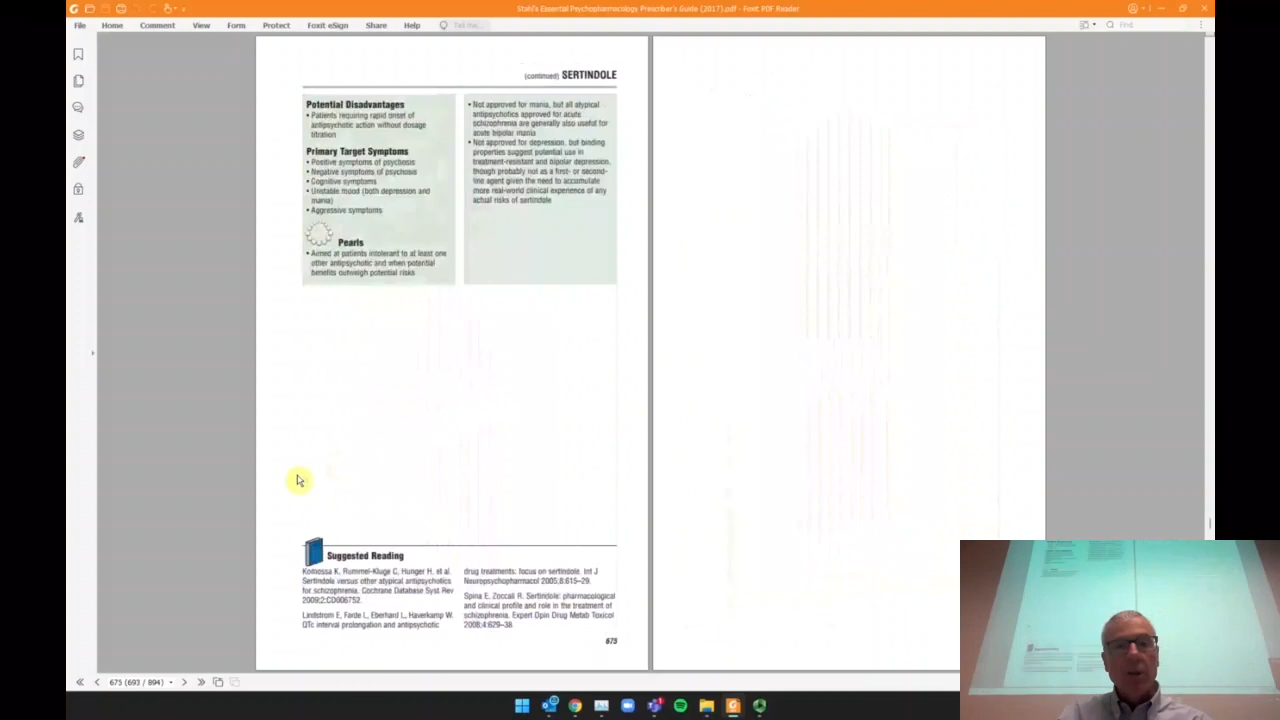 Stahl's Essential Psychopharmacology Prescriber's Guide (2017).pdf - Foxit PDF Reader
File Home Comment View Form Protect Foxit eSign Share Help Tell me... Find
(continued) SERTINDOLE
Potential Disadvantages
• Patients requiring rapid onset of
antipsychotic action without dosage
titration
Primary Target Symptoms
• Positive symptoms of psychosis
• Negative symptoms of psychosis
• Cognitive symptoms
• Unstable mood (both depression and
mania)
• Aggressive symptoms
Pearls
• Aimed at patients intolerant to at least one
other antipsychotic and when potential
benefits outweigh potential risks
• Not approved for mania, but all atypical
antipsychotics approved for acute
schizophrenia are generally also useful for
acute bipolar mania
• Not approved for depression, but binding
properties suggest potential use in
treatment-resistant and bipolar depression,
though probably not as a first- or second-
line agent given the need to accumulate
more real-world clinical experience of any
actual risks of sertindole
Suggested Reading
Komossa K, Rummel-Kluge C, Hunger H, et al.
Sertindole versus other atypical antipsychotics
for schizophrenia. Cochrane Database Syst Rev
2009;2:CD006752.
Lindstrom E, Farde L, Eberhard L, Haverkamp W.
QTc interval prolongation and antipsychotic
drug treatments: focus on sertindole. Int J
Neuropsychopharmacol 2005;8:615–29.
Spina E, Zoccali R. Sertindole: pharmacological
and clinical profile and role in the treatment of
schizophrenia. Expert Opin Drug Metab Toxicol
2008;4:629–38.
675
675 (693 / 894)